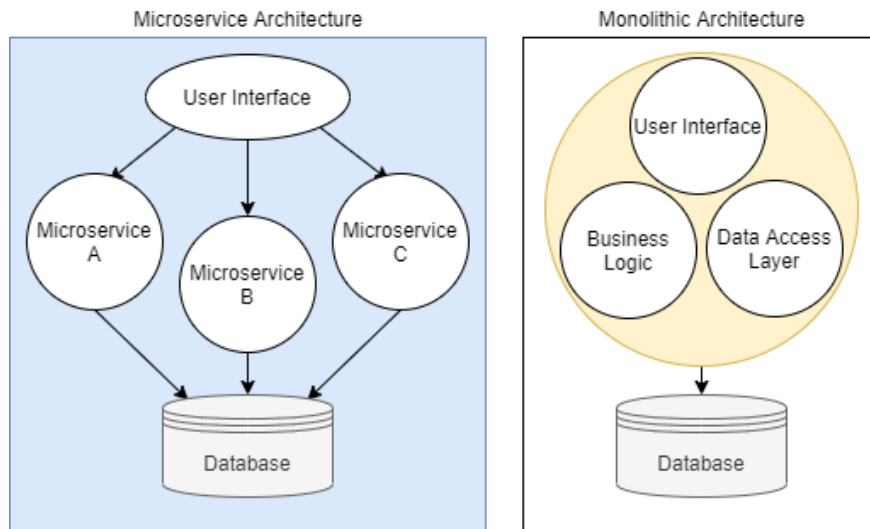 Microservice Architecture
User Interface
Microservice
A
Microservice
B
Microservice
C
Database
Monolithic Architecture
User Interface
Business
Logic
Data Access
Layer
Database